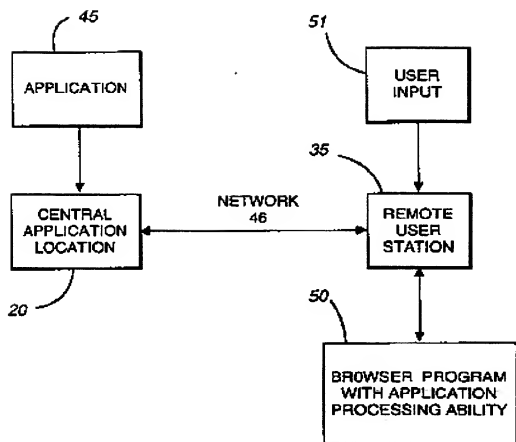 45
APPLICATION
51
USER
INPUT
35
CENTRAL
APPLICATION
LOCATION
20
NETWORK
46
REMOTE
USER
STATION
50
BROWSER PROGRAM
WITH APPLICATION
PROCESSING ABILITY